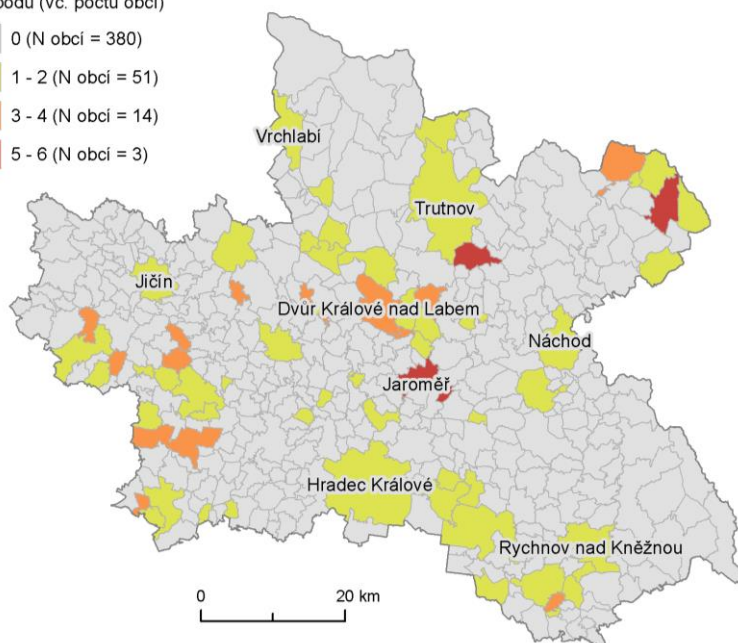 bodů (vč. počtu obcí)
0 (N obcí = 380)
1 - 2 (N obcí = 51)
3 - 4 (N obcí = 14)
5 - 6 (N obcí = 3)
Vrchlabí
Trutnov
Jičín
Dvůr Králové nad Labem
Náchod
Jaroměř
Hradec Králové
Rychnov nad Kněžnou
0 20 km